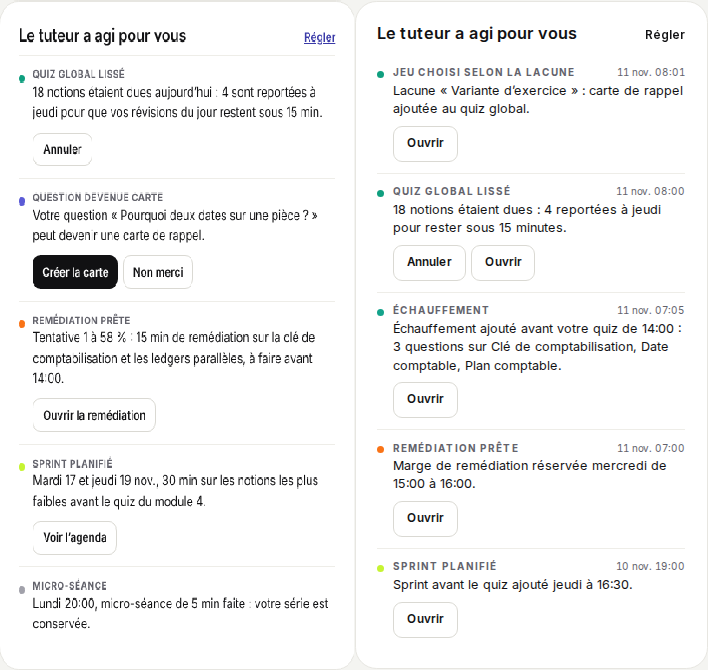 Le tuteur a agi pour vous
Régler
QUIZ GLOBAL LISSÉ
18 notions étaient dues aujourd'hui : 4 sont reportées à
jeudi pour que vos révisions du jour restent sous 15 min.
Annuler
QUESTION DEVENUE CARTE
Votre question « Pourquoi deux dates sur une pièce ? »
peut devenir une carte de rappel.
Créer la carte
Non merci
REMÉDIATION PRÊTE
Tentative 1 à 58 % : 15 min de remédiation sur la clé de
comptabilisation et les ledgers parallèles, à faire avant
14:00.
Ouvrir la remédiation
SPRINT PLANIFIÉ
Mardi 17 et jeudi 19 nov., 30 min sur les notions les plus
faibles avant le quiz du module 4.
Voir l'agenda
MICRO-SÉANCE
Lundi 20:00, micro-séance de 5 min faite : votre série est
conservée.
Le tuteur a agi pour vous
Régler
JEU CHOISI SELON LA LACUNE
11 nov. 08:01
Lacune « Variante d'exercice » : carte de rappel
ajoutée au quiz global.
Ouvrir
QUIZ GLOBAL LISSÉ
11 nov. 08:00
18 notions étaient dues : 4 reportées à jeudi
pour rester sous 15 minutes.
Annuler
Ouvrir
ÉCHAUFFEMENT
11 nov. 07:05
Échauffement ajouté avant votre quiz de 14:00 :
3 questions sur Clé de comptabilisation, Date
comptable, Plan comptable.
Ouvrir
REMÉDIATION PRÊTE
11 nov. 07:00
Marge de remédiation réservée mercredi de
15:00 à 16:00.
Ouvrir
SPRINT PLANIFIÉ
10 nov. 19:00
Sprint avant le quiz ajouté jeudi à 16:30.
Ouvrir